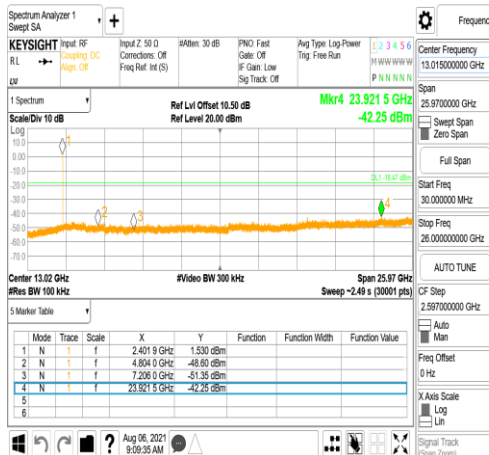 Spectrum Analyzer 1
Swept SA
Frequenc
KEYSIGHT
RL
Input: RF
Coupling: DC
Align: Off
Input Z: 50 Ω
Corrections: Off
Freq Ref: Int (S)
#Atten: 30 dB
PNO: Fast
Gate: Off
IF Gain: Low
Sig Track: Off
Avg Type: Log-Power
Trig: Free Run
1 2 3 4 5 6
M W W W W W
P N N N N N
1 Spectrum
Scale/Div 10 dB
Ref Lvl Offset 10.50 dB
Ref Level 20.00 dBm
Mkr4 23.921 5 GHz
-42.25 dBm
Log
10.0
0.00
-10.0
-20.0
-30.0
-40.0
-50.0
-60.0
-70.0
1
2
3
4
DL1 -18.47 dBm
Center 13.02 GHz
#Res BW 100 kHz
#Video BW 300 kHz
Span 25.97 GHz
Sweep ~2.49 s (30001 pts)
5 Marker Table
Mode Trace Scale X Y Function Function Width Function Value
1 N 1 f 2.401 9 GHz 1.530 dBm
2 N 1 f 4.804 0 GHz -48.60 dBm
3 N 1 f 7.206 0 GHz -51.35 dBm
4 N 1 f 23.921 5 GHz -42.25 dBm
5
6
Aug 06, 2021
9:09:35 AM
Center Frequency
13.015000000 GHz
Span
25.9700000 GHz
Swept Span
Zero Span
Full Span
Start Freq
30.000000 MHz
Stop Freq
26.000000000 GHz
AUTO TUNE
CF Step
2.597000000 GHz
Auto
Man
Freq Offset
0 Hz
X Axis Scale
Log
Lin
Signal Track
(Span Zoom)